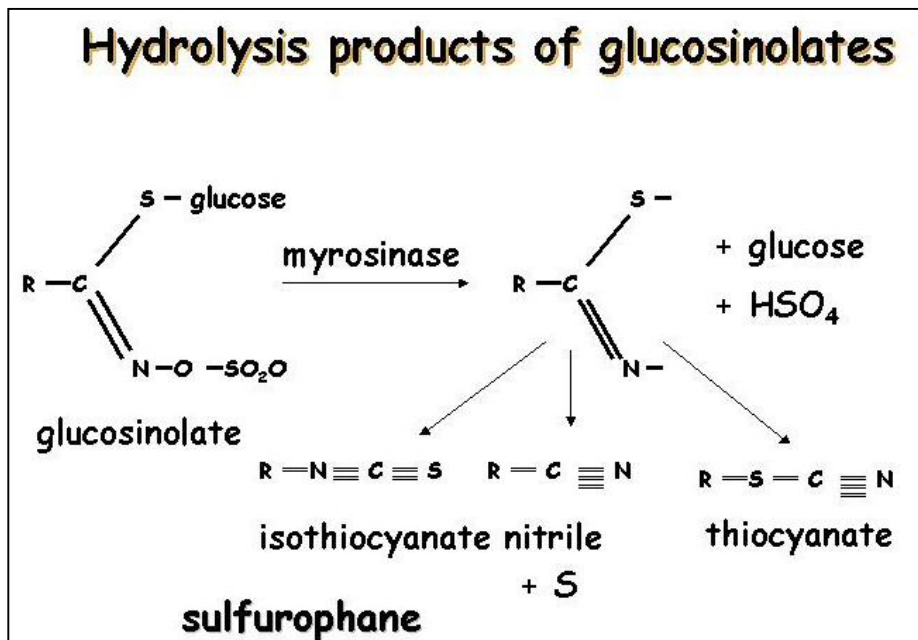 Hydrolysis products of glucosinolates
S – glucose
R – C
N – O – SO₂O
glucosinolate
myrosinase
S –
R – C
N –
+ glucose
+ HSO₄
R – N ≡ C ≡ S
R – C ≡ N
R – S – C ≡ N
isothiocyanate nitrile
+ S
thiocyanate
sulfurophane